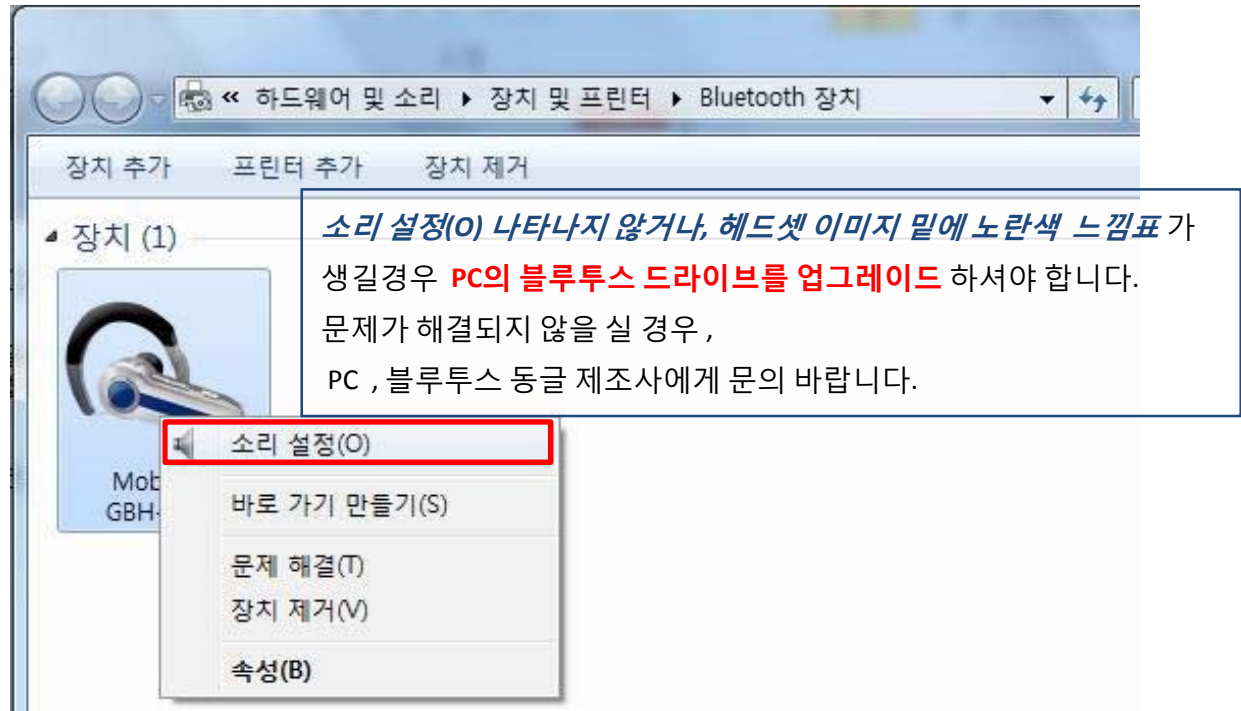 « 하드웨어 및 소리 ▸ 장치 및 프린터 ▸ Bluetooth 장치
장치 추가 프린터 추가 장치 제거
장치 (1)
소리 설정(O) 나타나지 않거나, 헤드셋 이미지 밑에 노란색 느낌표 가
생길경우 PC의 블루투스 드라이브를 업그레이드 하셔야 합니다.
문제가 해결되지 않을 실 경우 ,
PC , 블루투스 동글 제조사에게 문의 바랍니다.
Mob
GBH-
소리 설정(O)
바로 가기 만들기(S)
문제 해결(T)
장치 제거(V)
속성(B)